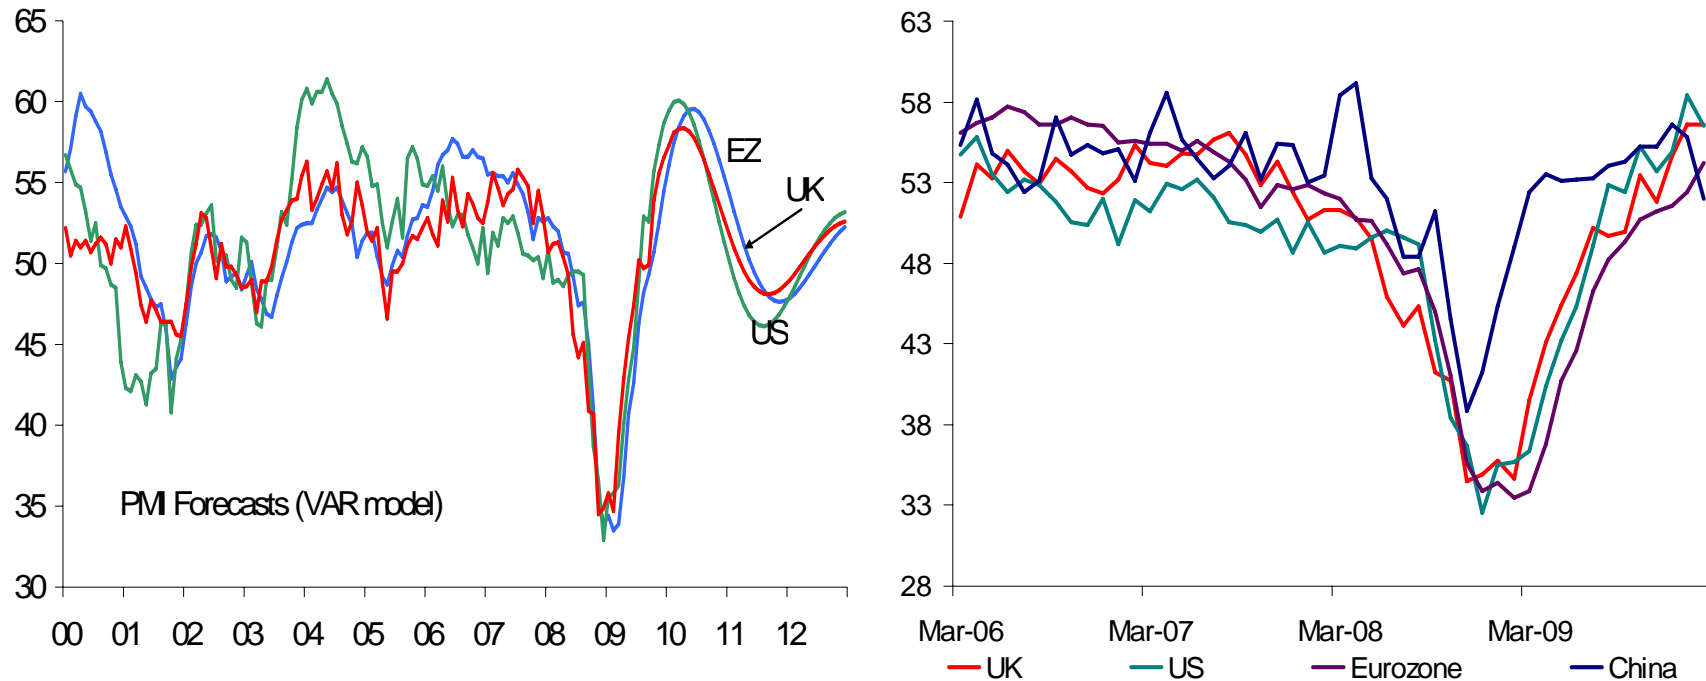 65
60
55
50
45
40
35
30
EZ
UK
US
PMI Forecasts (VAR model)
00 01 02 03 04 05 06 07 08 09 10 11 12
63
58
53
48
43
38
33
28
Mar-06 Mar-07 Mar-08 Mar-09
UK US Eurozone China